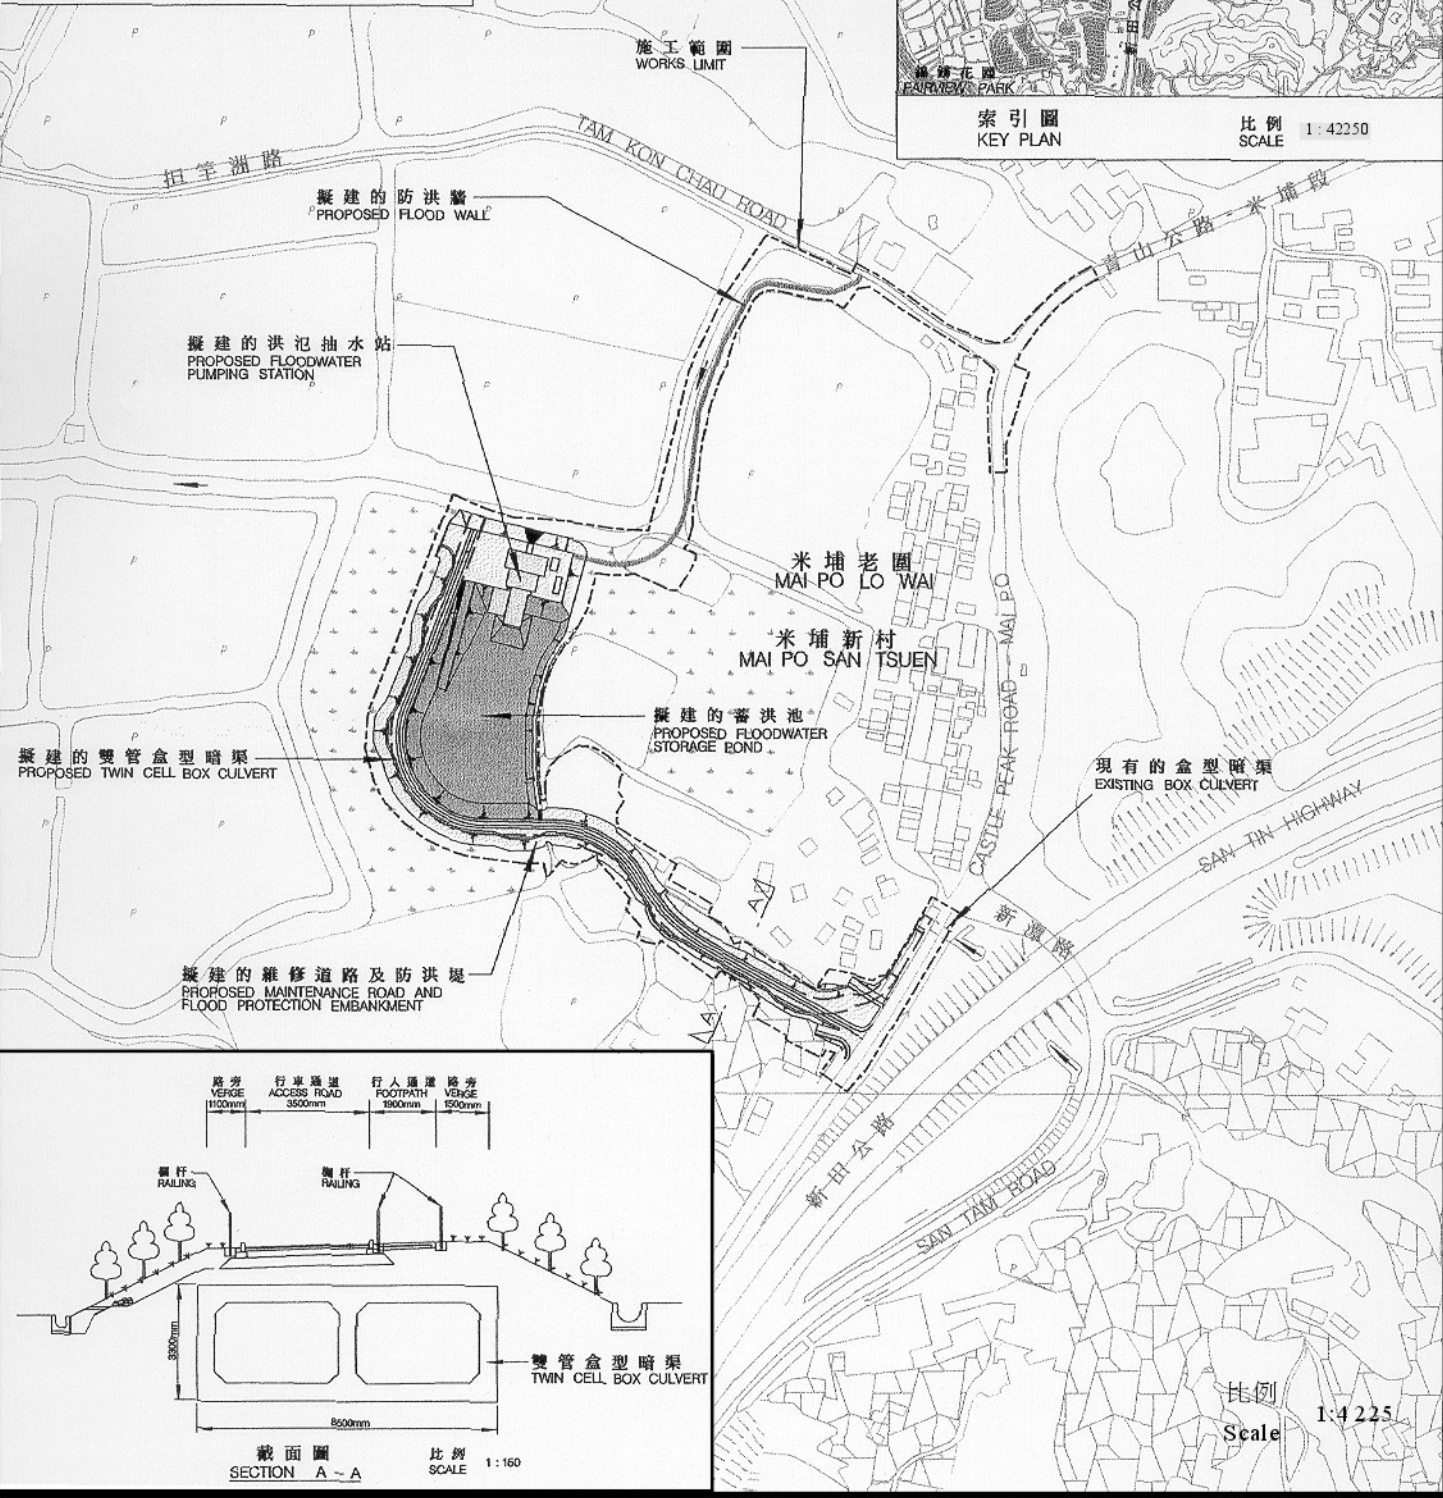 施工範圍
WORKS LIMIT
錦綉花園
FAIRVIEW PARK
新田公
索引圖
KEY PLAN
比例
SCALE
1 : 42250
担竿洲路
TAM KON CHAU ROAD
青山公路 - 米埔段
擬建的防洪牆
PROPOSED FLOOD WALL
擬建的洪氾抽水站
PROPOSED FLOODWATER
PUMPING STATION
米埔老圍
MAI PO LO WAI
米埔新村
MAI PO SAN TSUEN
擬建的蓄洪池
PROPOSED FLOODWATER
STORAGE POND
擬建的雙管盒型暗渠
PROPOSED TWIN CELL BOX CULVERT
現有的盒型暗渠
EXISTING BOX CULVERT
CASTLE PEAK ROAD - MAI PO
SAN TIN HIGHWAY
新潭路
A
A
擬建的維修道路及防洪堤
PROPOSED MAINTENANCE ROAD AND
FLOOD PROTECTION EMBANKMENT
新田公路
SAN TAM ROAD
路旁 行車通道 行人通道 路旁
VERGE ACCESS ROAD FOOTPATH VERGE
1100mm 3500mm 1900mm 1500mm
欄杆 欄杆
RAILING RAILING
3300mm
雙管盒型暗渠
TWIN CELL BOX CULVERT
8500mm
截面圖
SECTION A ~ A
比例
SCALE
1 : 160
比例
Scale
1:4 225